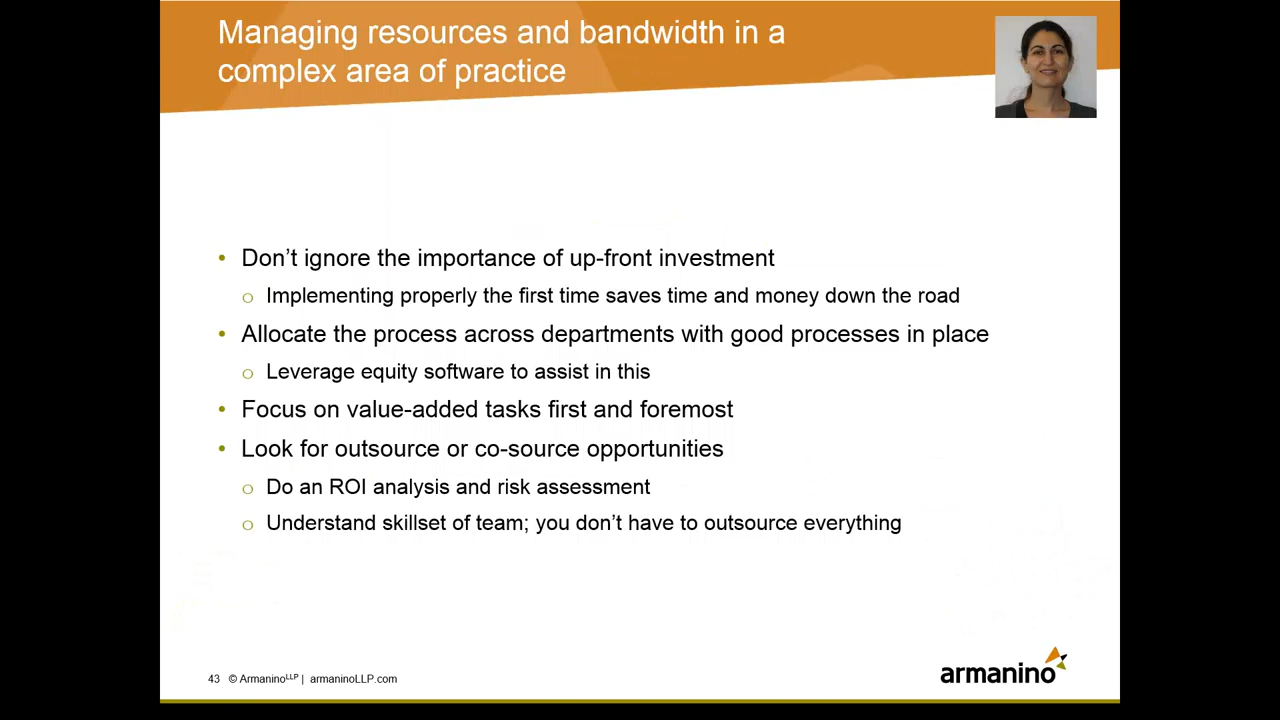 Managing resources and bandwidth in a
complex area of practice
• Don’t ignore the importance of up-front investment
o Implementing properly the first time saves time and money down the road
• Allocate the process across departments with good processes in place
o Leverage equity software to assist in this
• Focus on value-added tasks first and foremost
• Look for outsource or co-source opportunities
o Do an ROI analysis and risk assessment
o Understand skillset of team; you don’t have to outsource everything
43 © ArmaninoLLP | armaninoLLP.com
armanino